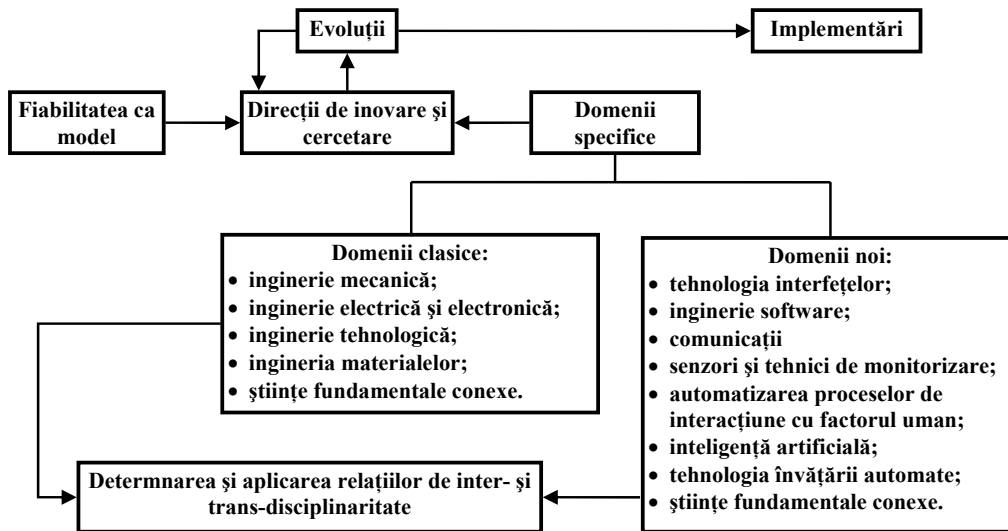 Evoluții
Implementări
Fiabilitatea ca
model
Direcții de inovare şi
cercetare
Domenii
specifice
Domenii clasice:
• inginerie mecanică;
• inginerie electrică şi electronică;
• inginerie tehnologică;
• ingineria materialelor;
• ştiințe fundamentale conexe.
Domenii noi:
• tehnologia interfețelor;
• inginerie software;
• comunicații
• senzori şi tehnici de monitorizare;
• automatizarea proceselor de
interacțiune cu factorul uman;
• inteligență artificială;
• tehnologia învățării automate;
• ştiințe fundamentale conexe.
Determnarea şi aplicarea relațiilor de inter- şi
trans-disciplinaritate